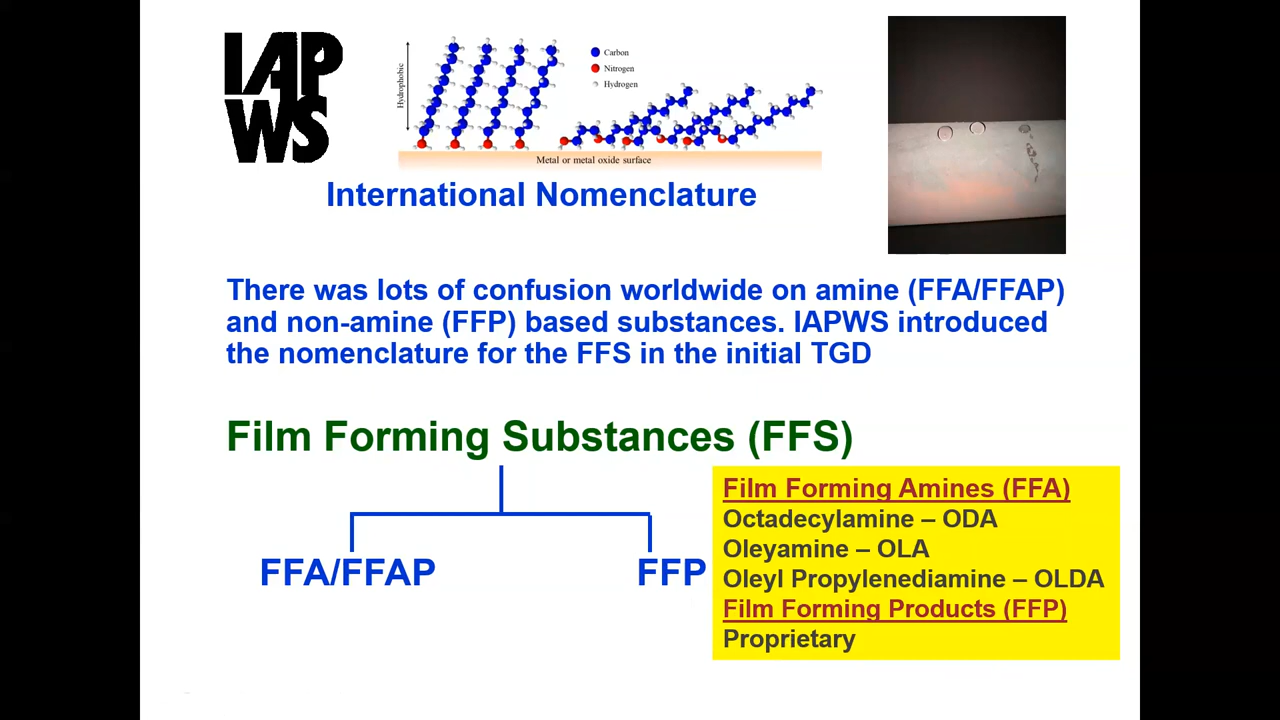 IAP
WS
Hydrophobic
Carbon
Nitrogen
Hydrogen
Metal or metal oxide surface
International Nomenclature
There was lots of confusion worldwide on amine (FFA/FFAP)
and non-amine (FFP) based substances. IAPWS introduced
the nomenclature for the FFS in the initial TGD
Film Forming Substances (FFS)
FFA/FFAP
FFP
Film Forming Amines (FFA)
Octadecylamine – ODA
Oleyamine – OLA
Oleyl Propylenediamine – OLDA
Film Forming Products (FFP)
Proprietary